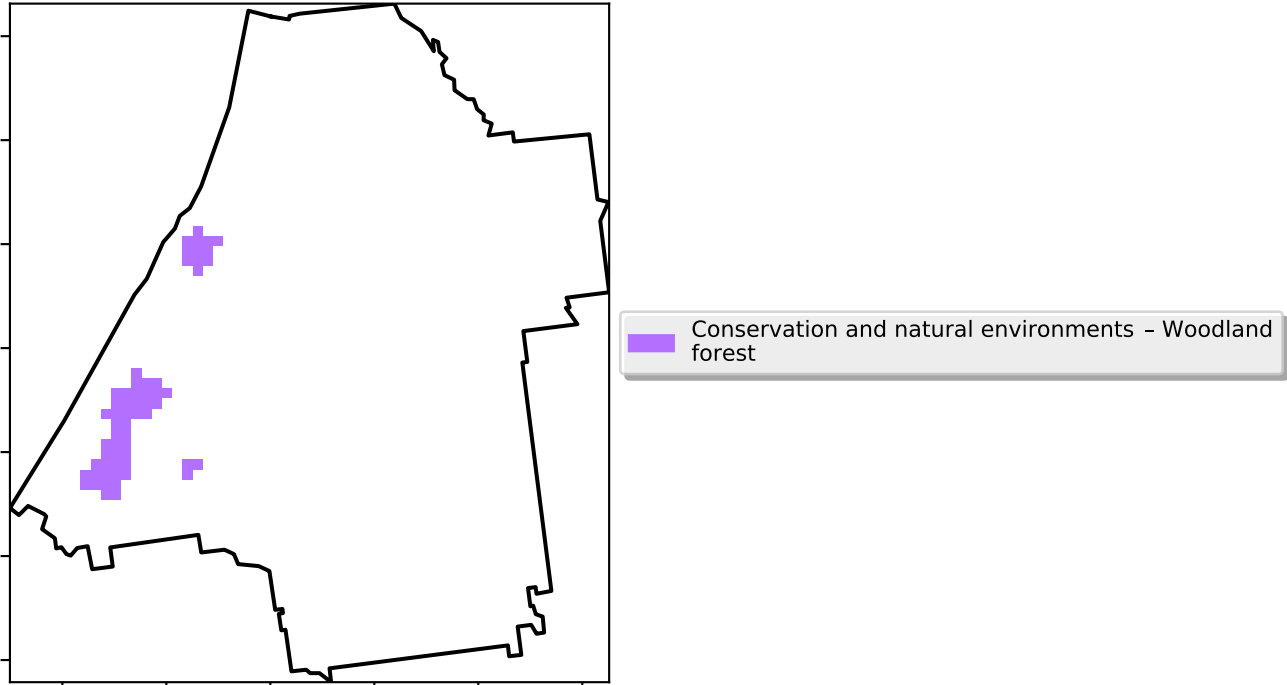 Conservation and natural environments – Woodland
forest